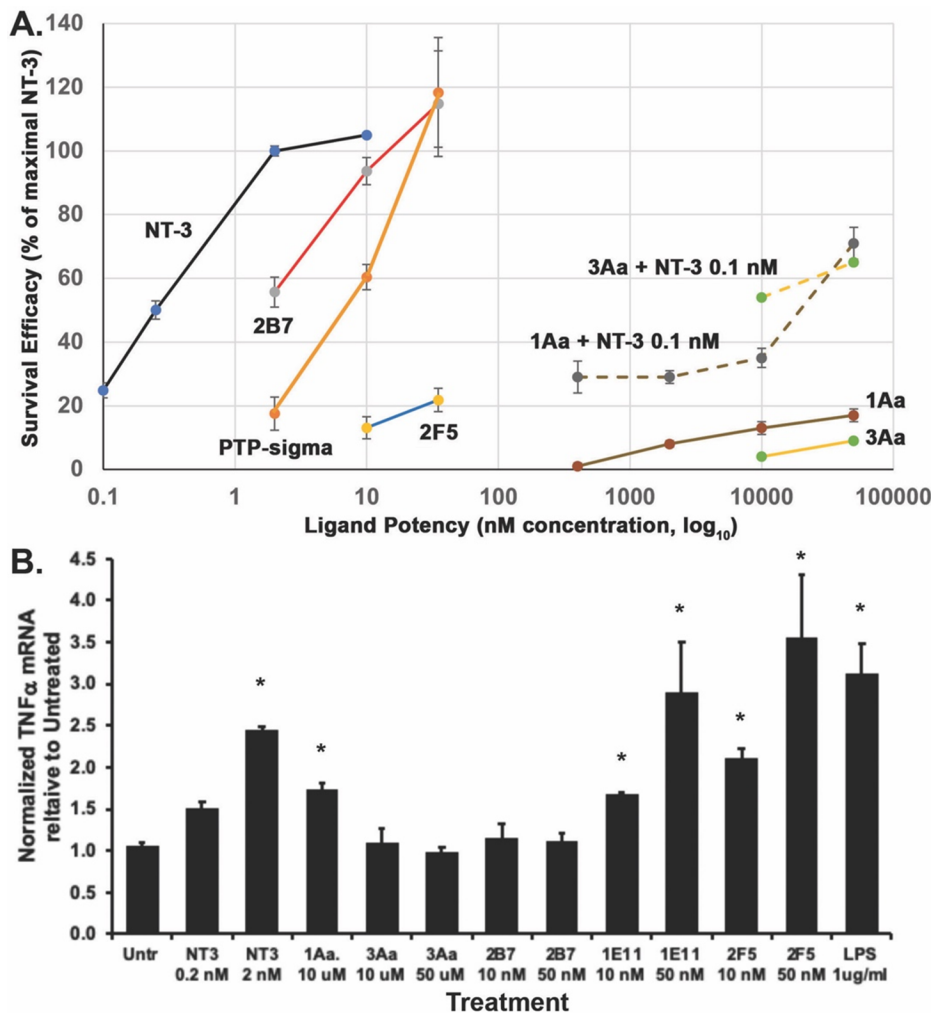 A.
Survival Efficacy (% of maximal NT-3)
140
120
100
80
60
40
20
0
NT-3
2B7
PTP-sigma
2F5
3Aa + NT-3 0.1 nM
1Aa + NT-3 0.1 nM
1Aa
3Aa
0.1 1 10 100 1000 10000 100000
Ligand Potency (nM concentration, log10)
B.
Normalized TNFα mRNA
reltaive to Untreated
4.5
4.0
3.5
3.0
2.5
2.0
1.5
1.0
0.5
0.0
* * * * * * * *
Untr NT3 NT3 1Aa. 3Aa 3Aa 2B7 2B7 1E11 1E11 2F5 2F5 LPS
0.2 nM 2 nM 10 uM 10 uM 50 uM 10 nM 50 nM 10 nM 50 nM 10 nM 50 nM 1ug/ml
Treatment